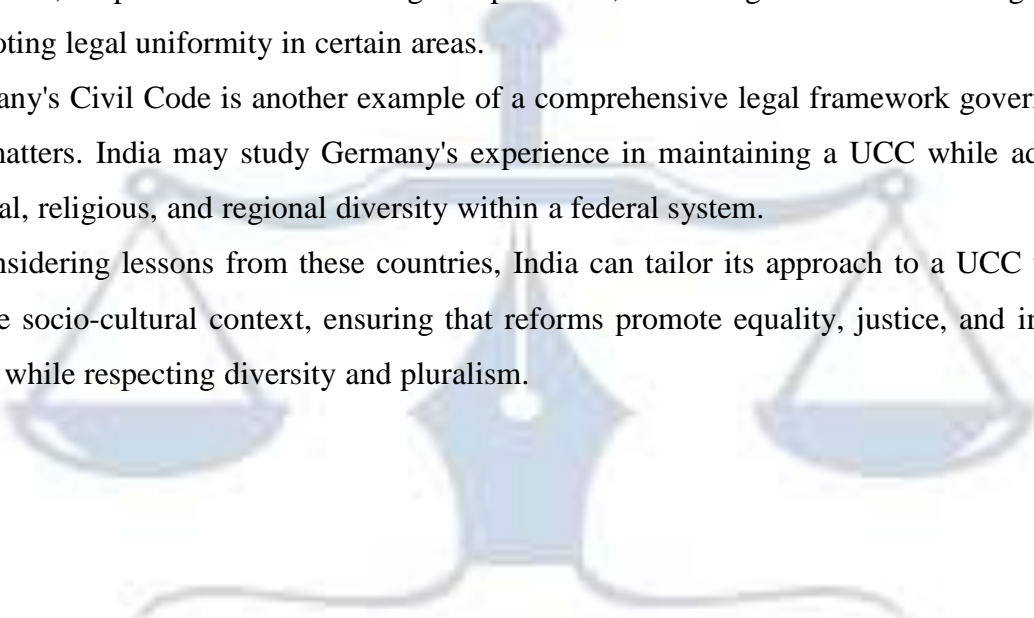 oting legal uniformity in certain areas.
any's Civil Code is another example of a comprehensive legal framework gover
natters. India may study Germany's experience in maintaining a UCC while ac
al, religious, and regional diversity within a federal system.
nsidering lessons from these countries, India can tailor its approach to a UCC
e socio-cultural context, ensuring that reforms promote equality, justice, and in
while respecting diversity and pluralism.